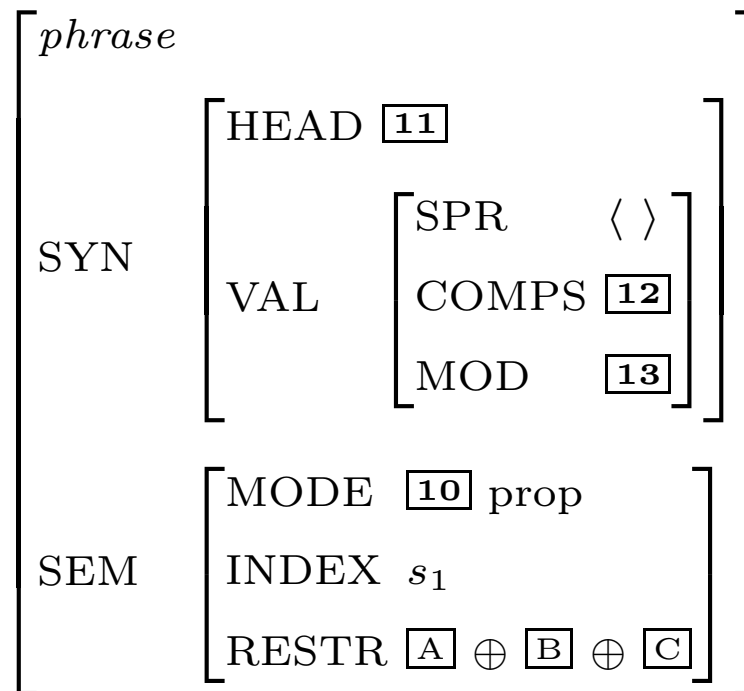 phrase
HEAD 11
SPR ⟨ ⟩
SYN
VAL
COMPS 12
MOD 13
MODE 10 prop
SEM
INDEX s₁
RESTR A ⊕ B ⊕ C